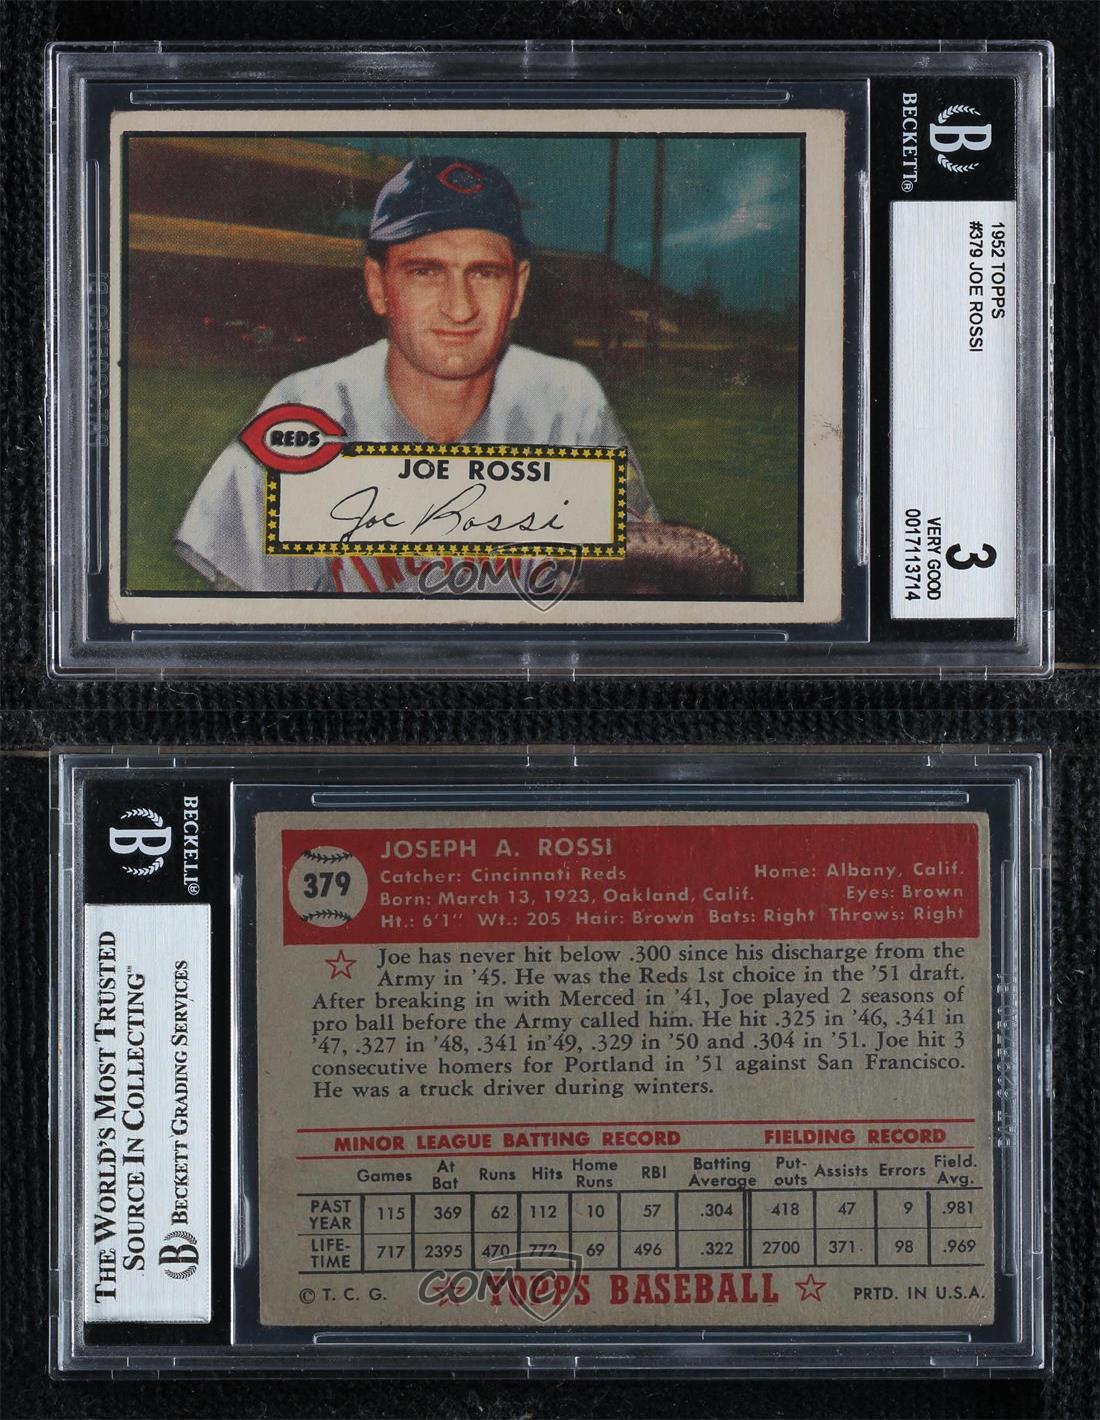 BECKETT®
1952 TOPPS
#379 JOE ROSSI
3
VERY GOOD
0017113714
REDS
JOE ROSSI
Joe Rossi
COMC
BECKETT®
THE WORLD'S MOST TRUSTED
SOURCE IN COLLECTING™
BECKETT GRADING SERVICES
379
JOSEPH A. ROSSI
Catcher: Cincinnati Reds Home: Albany, Calif.
Born: March 13, 1923, Oakland, Calif. Eyes: Brown
Ht.: 6'1" Wt.: 205 Hair: Brown Bats: Right Throws: Right
Joe has never hit below .300 since his discharge from the
Army in '45. He was the Reds 1st choice in the '51 draft.
After breaking in with Merced in '41, Joe played 2 seasons of
pro ball before the Army called him. He hit .325 in '46, .341 in
'47, .327 in '48, .341 in '49, .329 in '50 and .304 in '51. Joe hit 3
consecutive homers for Portland in '51 against San Francisco.
He was a truck driver during winters.
MINOR LEAGUE BATTING RECORD FIELDING RECORD
Games At Bat Runs Hits Home Runs RBI Batting Average Put-outs Assists Errors Field. Avg.
PAST YEAR 115 369 62 112 10 57 .304 418 47 9 .981
LIFE-TIME 717 2395 470 772 69 496 .322 2700 371 98 .969
© T. C. G. TOPPS BASEBALL PRTD. IN U.S.A.
COMC